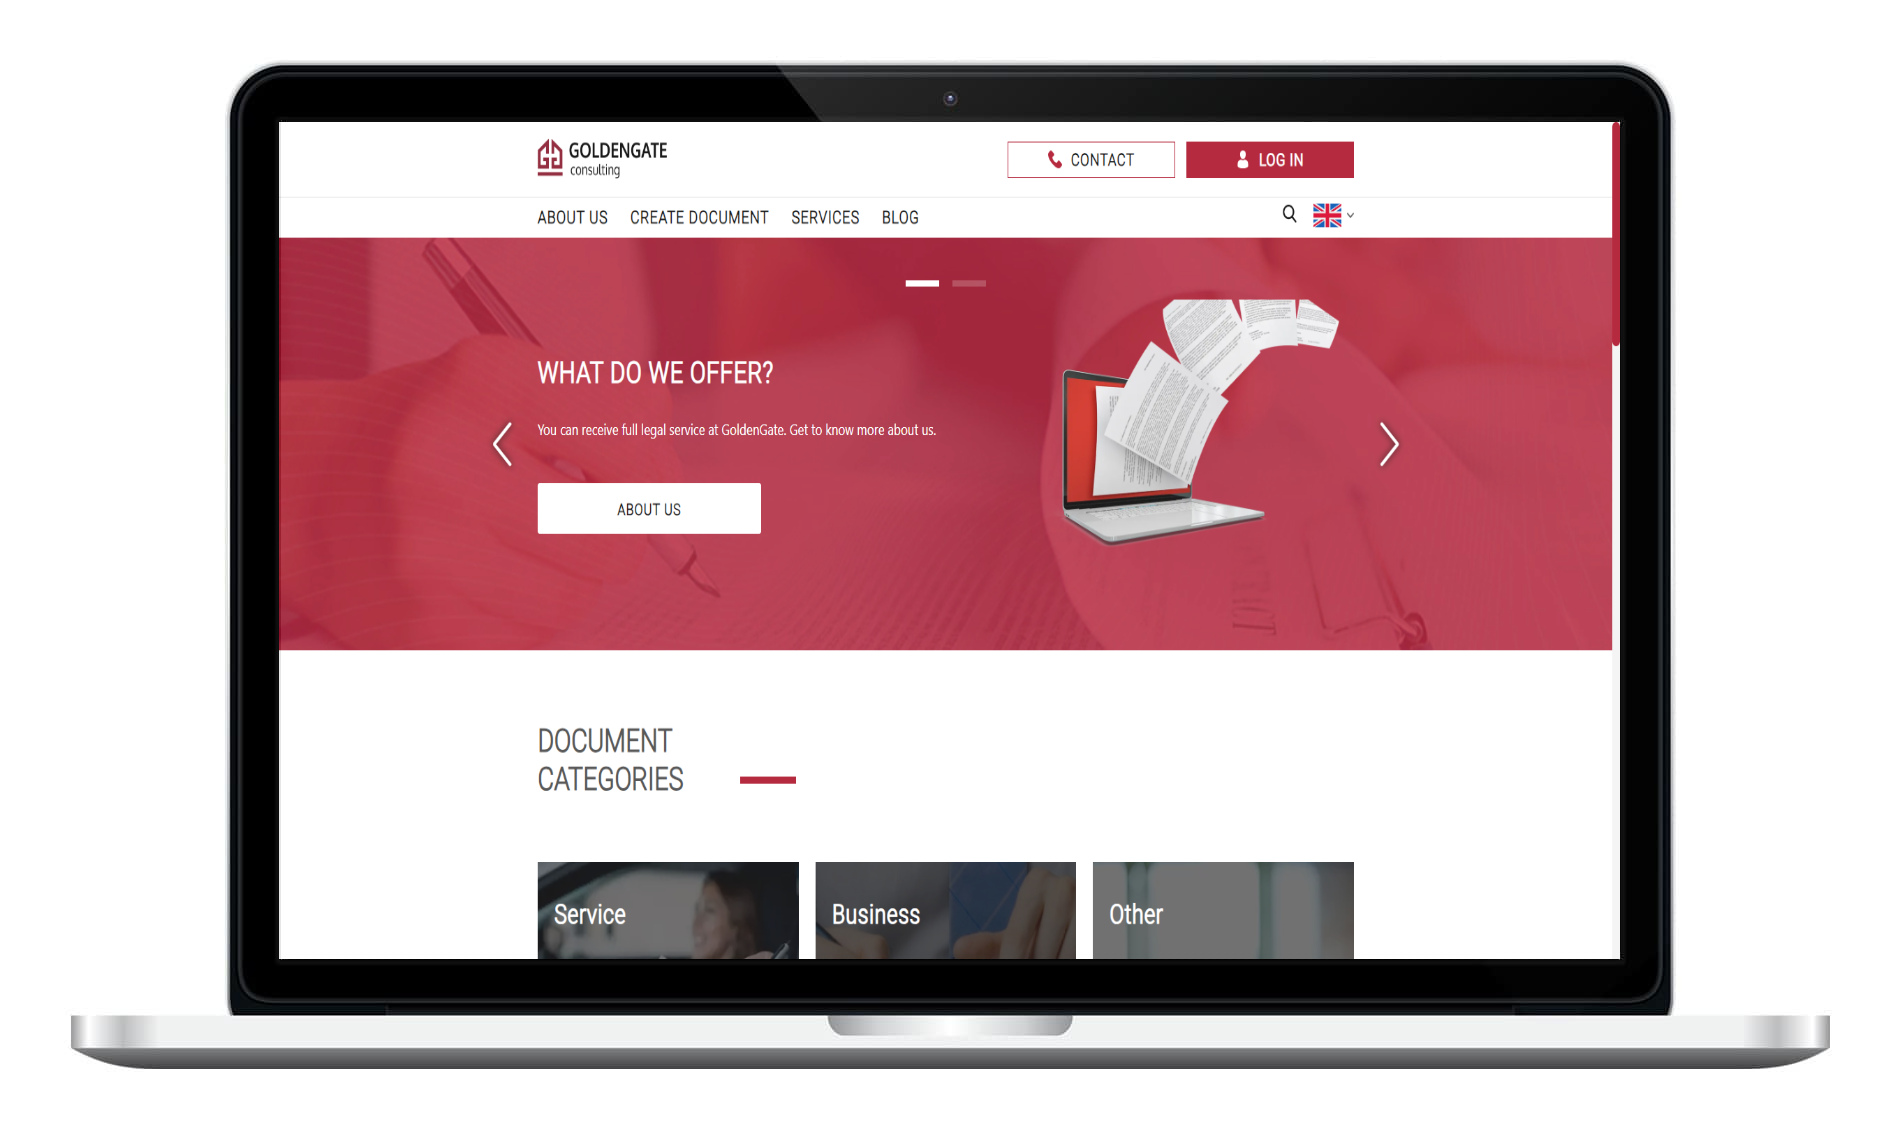 GOLDENGATE
consulting
CONTACT
LOG IN
ABOUT US
CREATE DOCUMENT
SERVICES
BLOG
WHAT DO WE OFFER?
You can receive full legal service at GoldenGate. Get to know more about us.
ABOUT US
DOCUMENT
CATEGORIES
Service
Business
Other